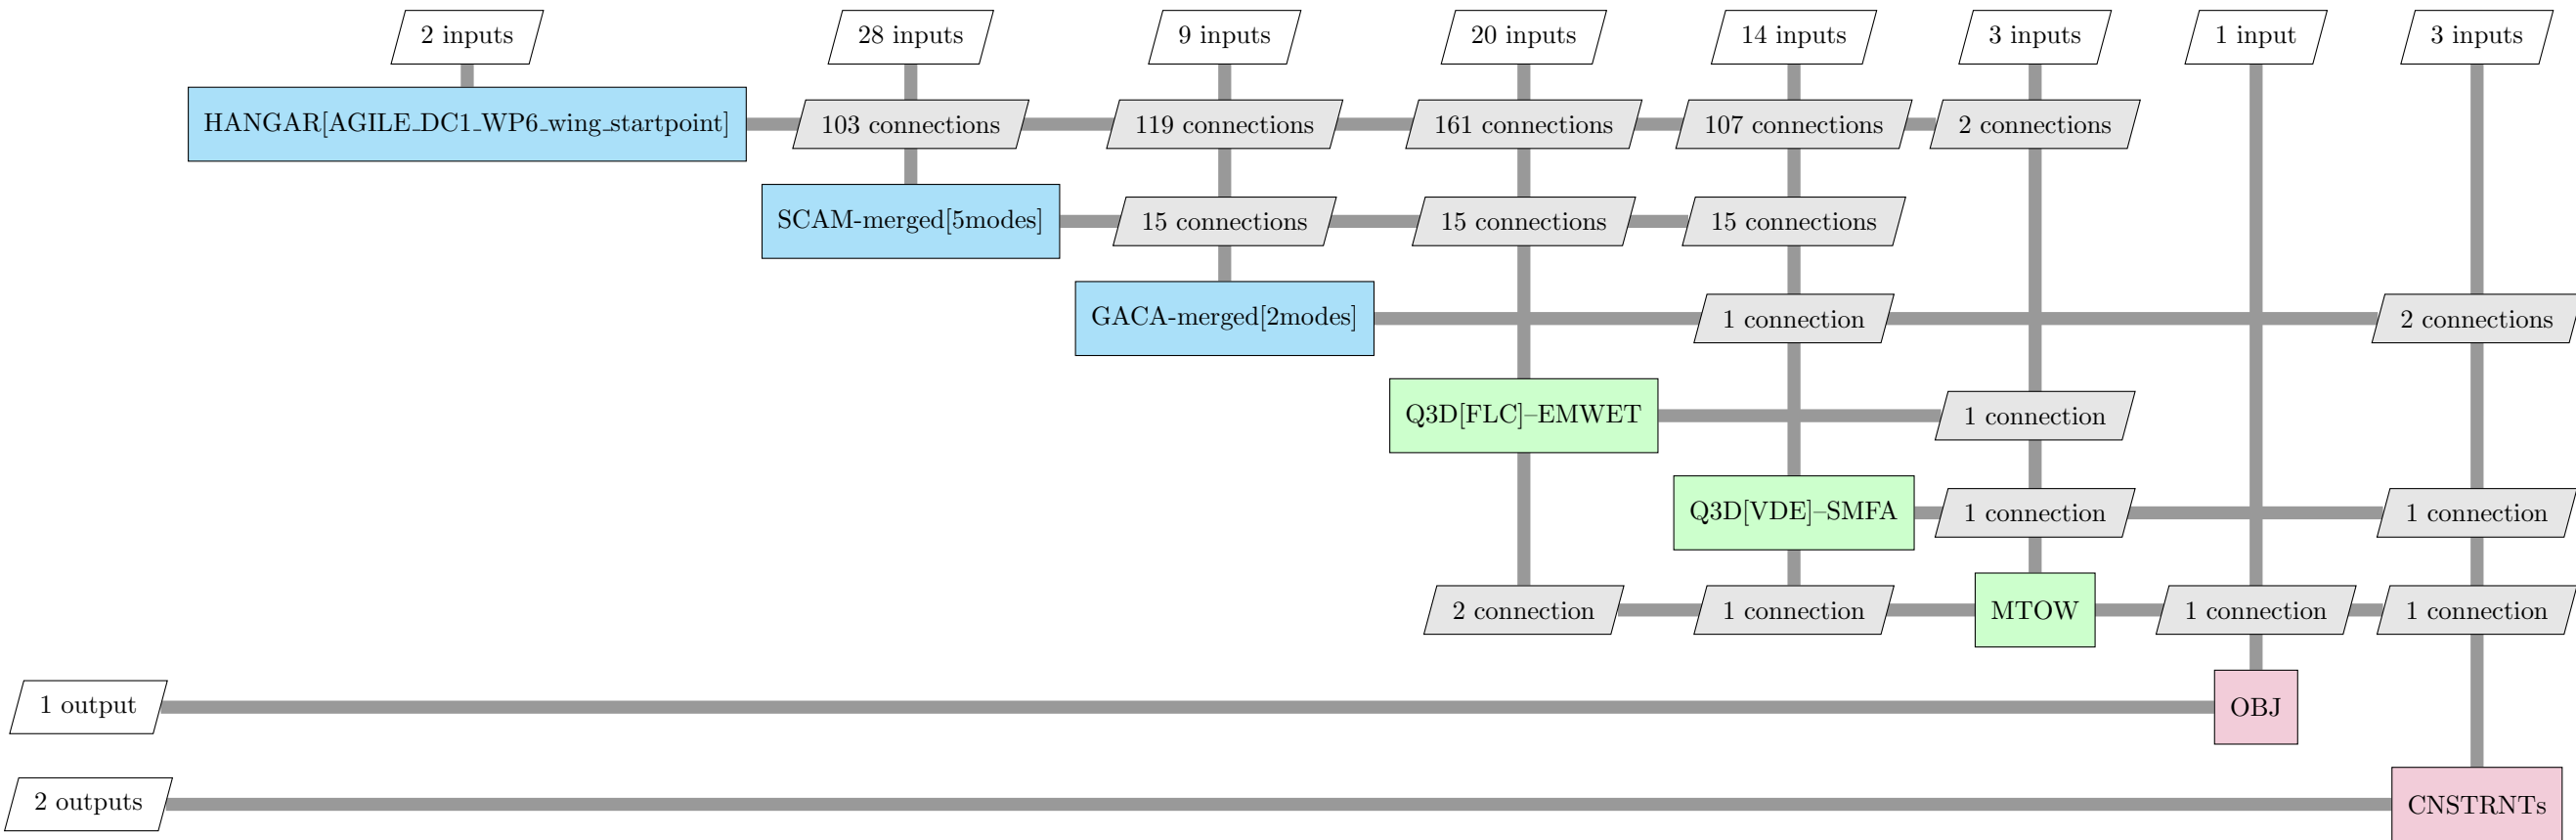 2 inputs
28 inputs
9 inputs
20 inputs
14 inputs
3 inputs
1 input
3 inputs
HANGAR[AGILE_DC1_WP6_wing_startpoint]
103 connections
119 connections
161 connections
107 connections
2 connections
SCAM-merged[5modes]
15 connections
15 connections
15 connections
GACA-merged[2modes]
1 connection
2 connections
Q3D[FLC]–EMWET
1 connection
Q3D[VDE]–SMFA
1 connection
1 connection
2 connection
1 connection
MTOW
1 connection
1 connection
1 output
OBJ
2 outputs
CNSTRNTs